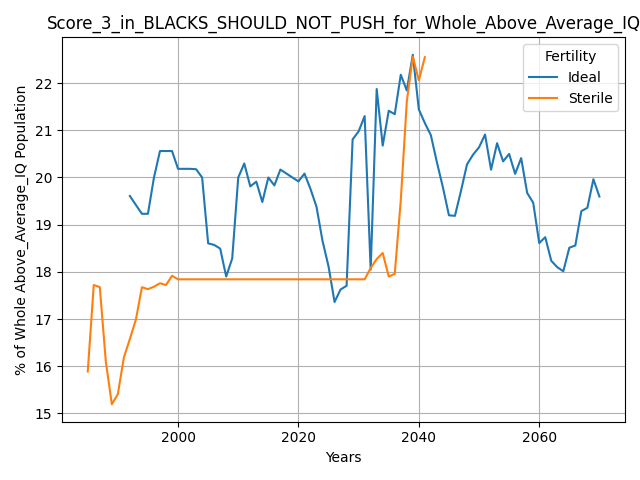 Score_3_in_BLACKS_SHOULD_NOT_PUSH_for_Whole_Above_Average_IQ
% of Whole Above_Average_IQ Population
22
21
20
19
18
17
16
15
Fertility
Ideal
Sterile
2000 2020 2040 2060
Years